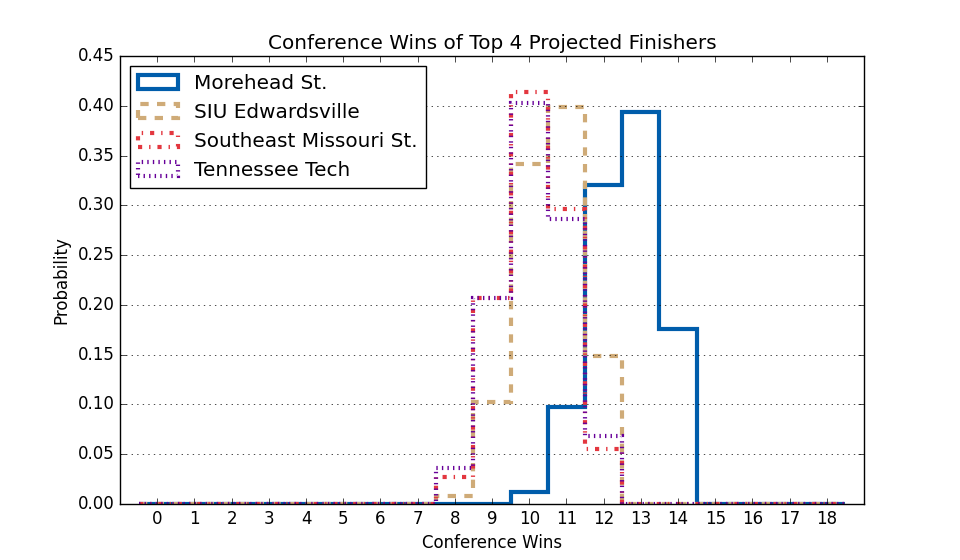 Conference Wins of Top 4 Projected Finishers
0.45
0.40
0.35
0.30
0.25
0.20
0.15
0.10
0.05
0.00
Probability
Morehead St.
SIU Edwardsville
Southeast Missouri St.
Tennessee Tech
0 1 2 3 4 5 6 7 8 9 10 11 12 13 14 15 16 17 18
Conference Wins